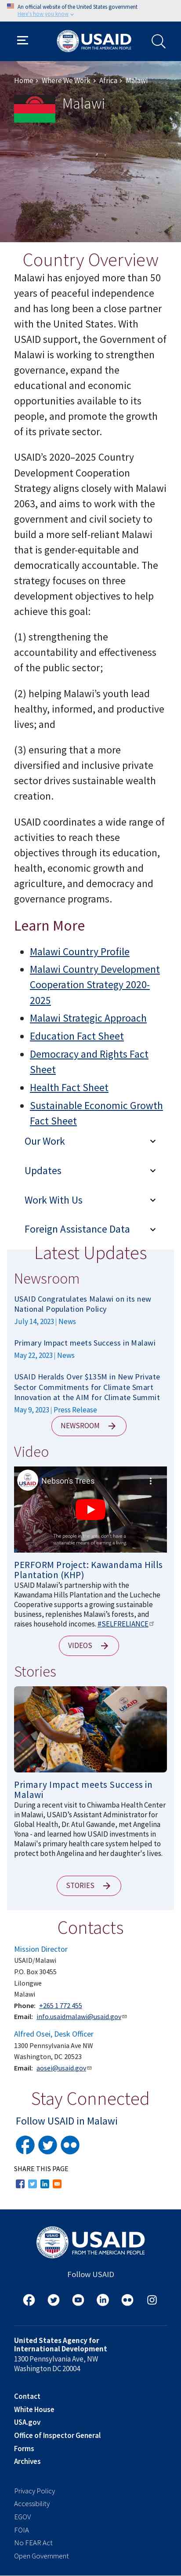 An official website of the United States government
Here's how you know
USAID
FROM THE AMERICAN PEOPLE
Home › Where We Work › Africa › Malawi
Malawi
Country Overview
Malawi has enjoyed more than 50
years of peaceful independence
and has long been a close
partner with the United States. With
USAID support, the Government of
Malawi is working to strengthen
governance, expand the
educational and economic
opportunities available to its
people, and promote the growth
of its private sector.
USAID's 2020–2025 Country
Development Cooperation
Strategy aligns closely with Malawi
2063, and aims to work with the
government and civil society to
build a more self-reliant Malawi
that is gender-equitable and
democratically accountable. The
strategy focuses on three
development objectives to help
achieve this goal:
(1) strengthening the
accountability and effectiveness
of the public sector;
(2) helping Malawi's youth lead
healthy, informed, and productive
lives; and
(3) ensuring that a more
diversified and inclusive private
sector drives sustainable wealth
creation.
USAID coordinates a wide range of
activities to reach these
objectives through its education,
health, economic growth and
agriculture, and democracy and
governance programs.
Learn More
Malawi Country Profile
Malawi Country Development
Cooperation Strategy 2020-
2025
Malawi Strategic Approach
Education Fact Sheet
Democracy and Rights Fact
Sheet
Health Fact Sheet
Sustainable Economic Growth
Fact Sheet
Our Work
Updates
Work With Us
Foreign Assistance Data
Latest Updates
Newsroom
USAID Congratulates Malawi on its new
National Population Policy
July 14, 2023 | News
Primary Impact meets Success in Malawi
May 22, 2023 | News
USAID Heralds Over $135M in New Private
Sector Commitments for Climate Smart
Innovation at the AIM for Climate Summit
May 9, 2023 | Press Release
NEWSROOM
Video
Nebson's Trees
The people experience, don't have a
sustainable means of earning a living.
PERFORM Project: Kawandama Hills
Plantation (KHP)
USAID Malawi's partnership with the
Kawandama Hills Plantation and the Lucheche
Cooperative supports a growing sustainable
business, replenishes Malawi's forests, and
raises household incomes. #SELFRELIANCE
VIDEOS
Stories
Primary Impact meets Success in
Malawi
During a recent visit to Chiwamba Health Center
in Malawi, USAID's Assistant Administrator for
Global Health, Dr. Atul Gawande, met Angelina
Yona - and learned how USAID investments in
Malawi's primary health care system helped to
protect both Angelina and her daughter's lives.
STORIES
Contacts
Mission Director
USAID/Malawi
P.O. Box 30455
Lilongwe
Malawi
Phone: +265 1 772 455
Email: info.usaidmalawi@usaid.gov
Alfred Osei, Desk Officer
1300 Pennsylvania Ave NW
Washington, DC 20523
Email: aosei@usaid.gov
Stay Connected
Follow USAID in Malawi
SHARE THIS PAGE
USAID
FROM THE AMERICAN PEOPLE
Follow USAID
United States Agency for
International Development
1300 Pennsylvania Ave, NW
Washington DC 20004
Contact
White House
USA.gov
Office of Inspector General
Forms
Archives
Privacy Policy
Accessibility
EGOV
FOIA
No FEAR Act
Open Government